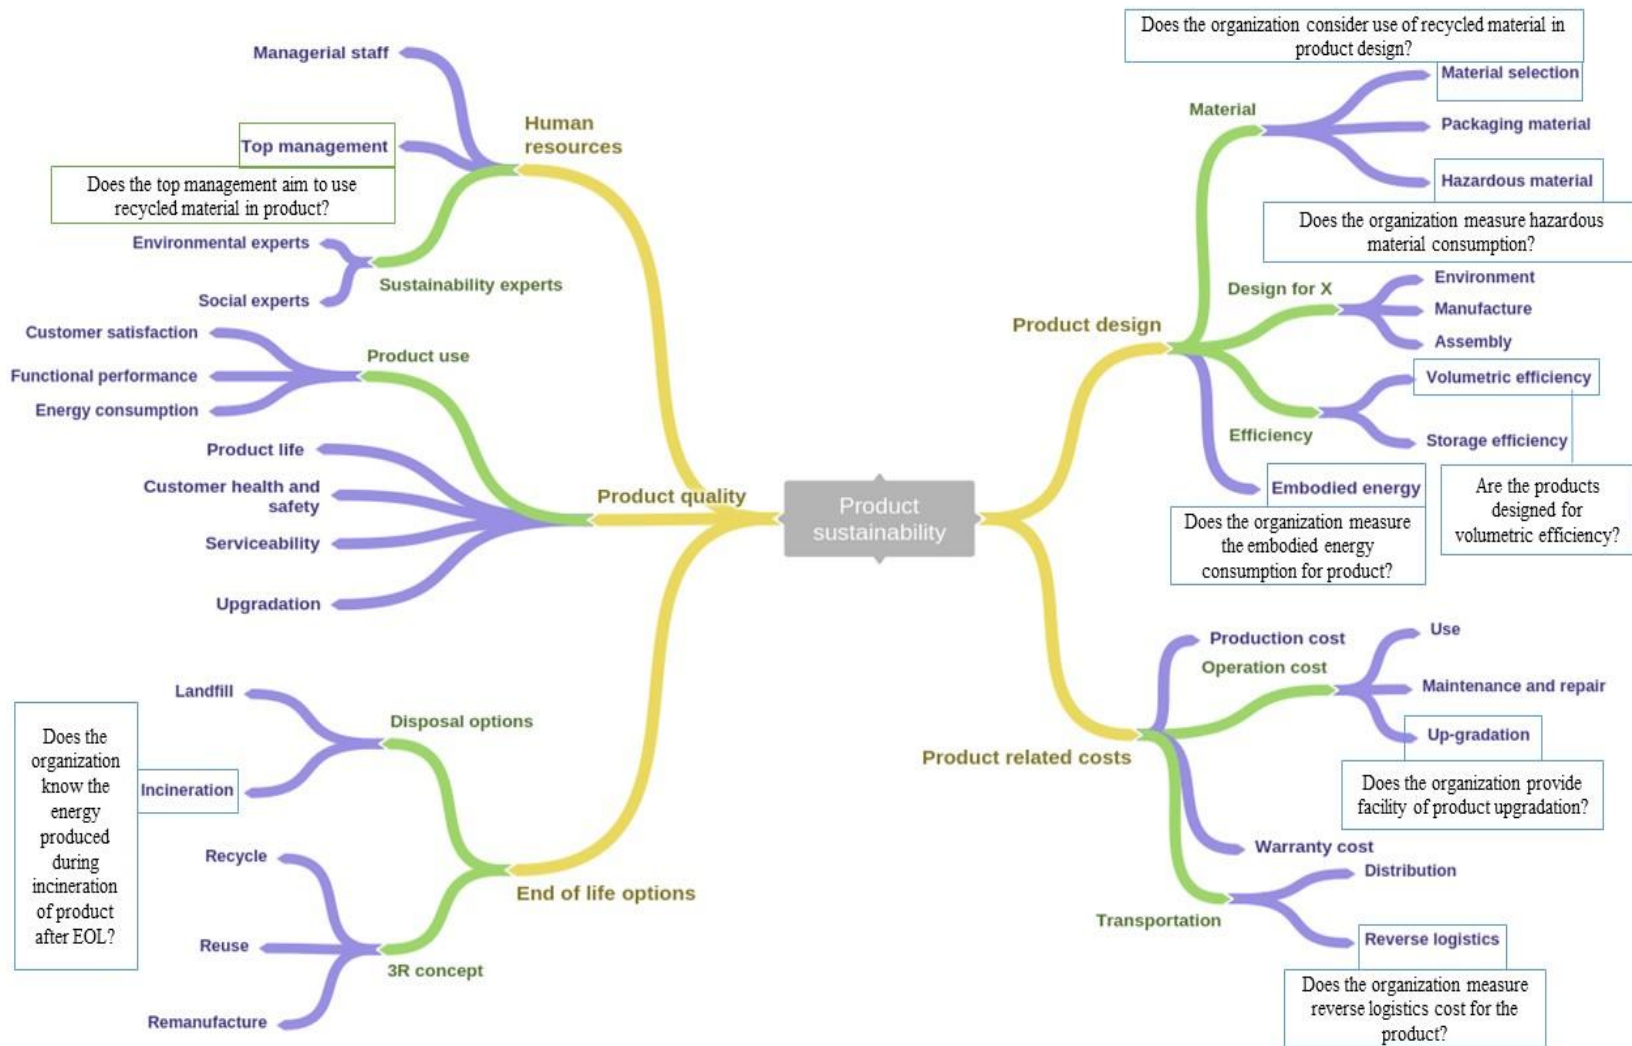 Managerial staff
Human
resources
Top management
Does the top management aim to use
recycled material in product?
Environmental experts
Sustainability experts
Social experts
Customer satisfaction
Product use
Functional performance
Energy consumption
Product life
Product quality
Customer health and
safety
Serviceability
Upgradation
Landfill
Disposal options
Does the
organization
know the
energy
produced
during
incineration
of product
after EOL?
Incineration
Recycle
End of life options
Reuse
3R concept
Remanufacture
Product
sustainability
Does the organization consider use of recycled material in
product design?
Material selection
Material
Packaging material
Hazardous material
Does the organization measure hazardous
material consumption?
Environment
Design for X
Manufacture
Product design
Assembly
Volumetric efficiency
Efficiency
Storage efficiency
Embodied energy
Does the organization measure
the embodied energy
consumption for product?
Are the products
designed for
volumetric efficiency?
Production cost
Use
Operation cost
Maintenance and repair
Up-gradation
Product related costs
Does the organization provide
facility of product upgradation?
Warranty cost
Distribution
Transportation
Reverse logistics
Does the organization measure
reverse logistics cost for the
product?